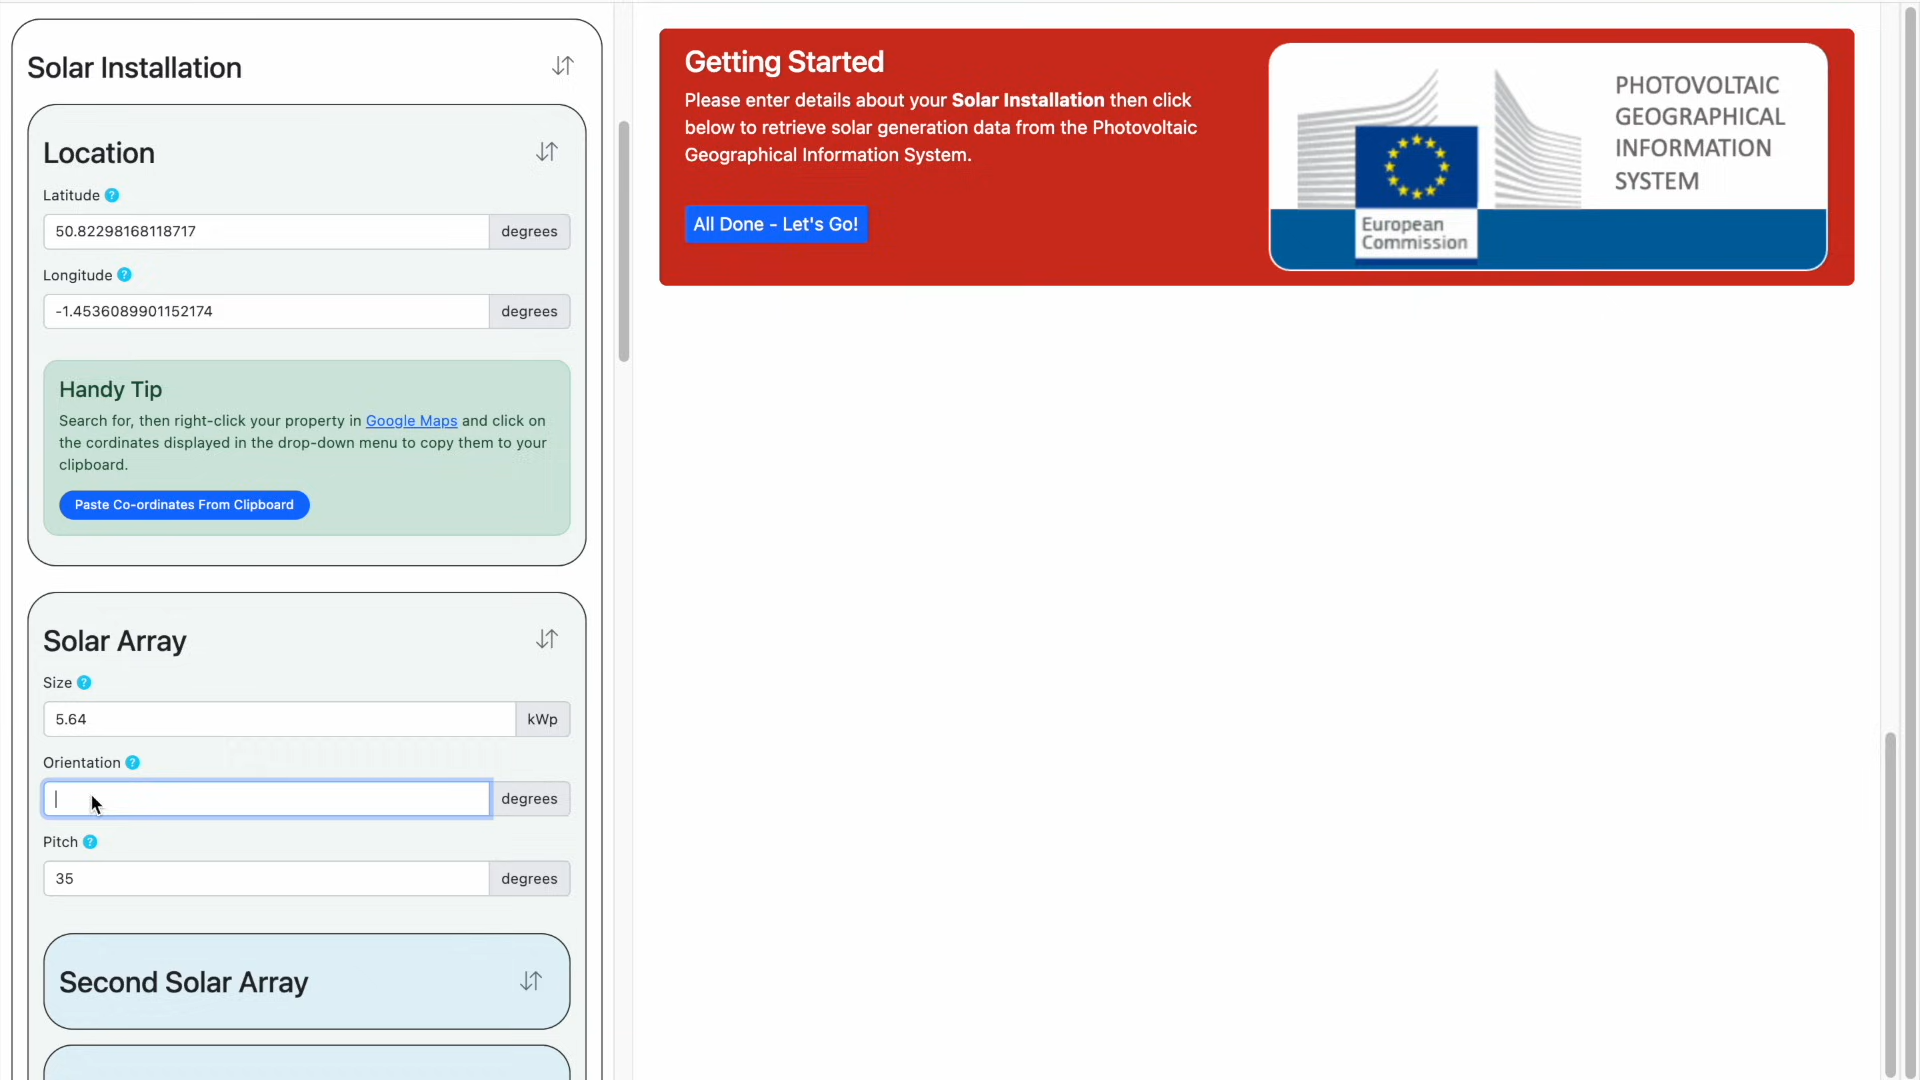 Solar Installation
Location
Latitude ?
50.82298168118717 degrees
Longitude ?
-1.4536089901152174 degrees
Handy Tip
Search for, then right-click your property in Google Maps and click on
the cordinates displayed in the drop-down menu to copy them to your
clipboard.
Paste Co-ordinates From Clipboard
Solar Array
Size ?
5.64 kWp
Orientation ?
degrees
Pitch ?
35 degrees
Second Solar Array
Getting Started
Please enter details about your Solar Installation then click
below to retrieve solar generation data from the Photovoltaic
Geographical Information System.
All Done - Let's Go!
European
Commission
PHOTOVOLTAIC
GEOGRAPHICAL
INFORMATION
SYSTEM